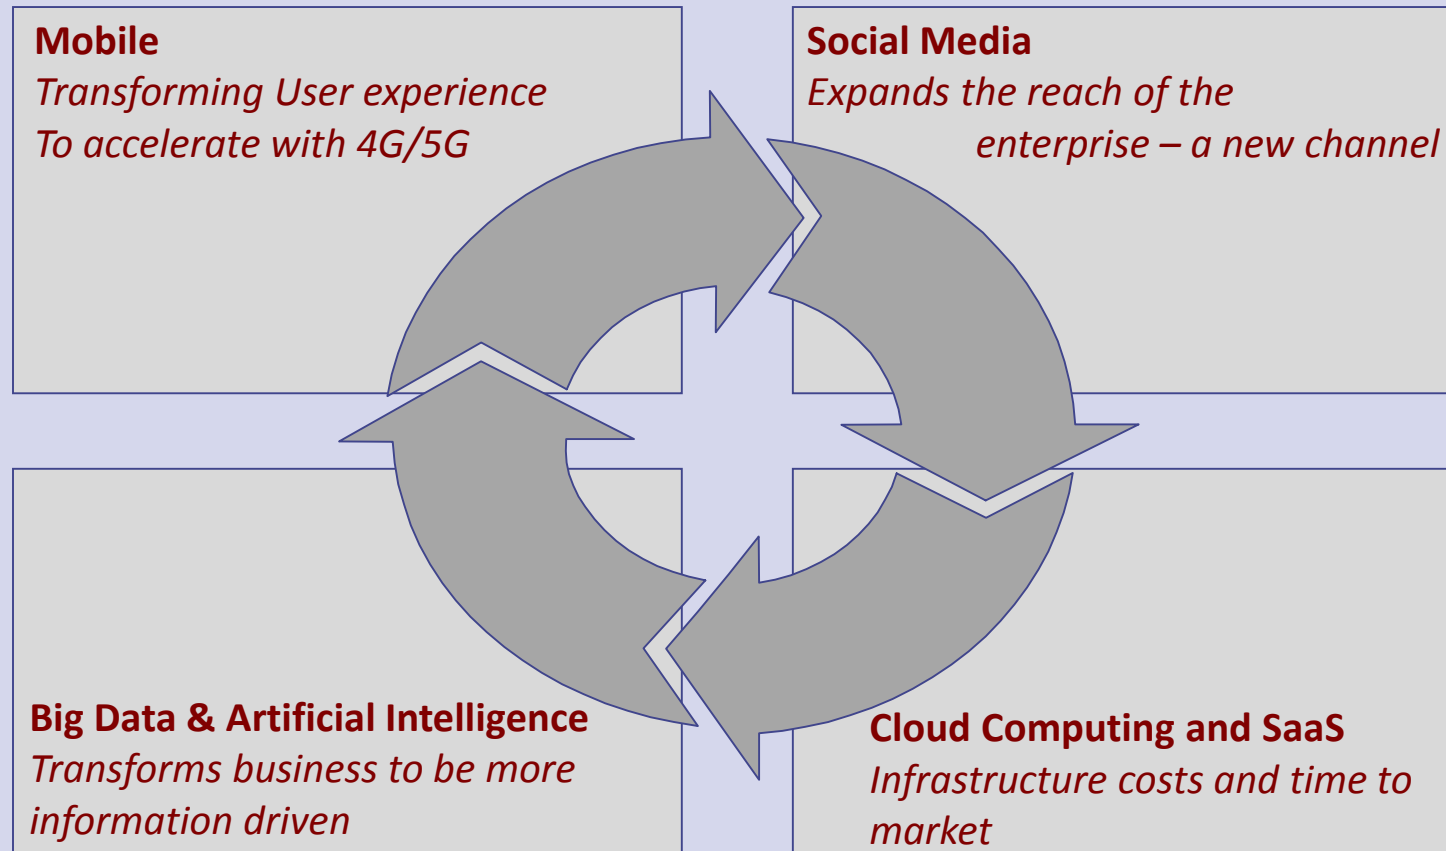 Mobile
Transforming User experience
To accelerate with 4G/5G
Social Media
Expands the reach of the
enterprise – a new channel
Big Data & Artificial Intelligence
Transforms business to be more
information driven
Cloud Computing and SaaS
Infrastructure costs and time to
market